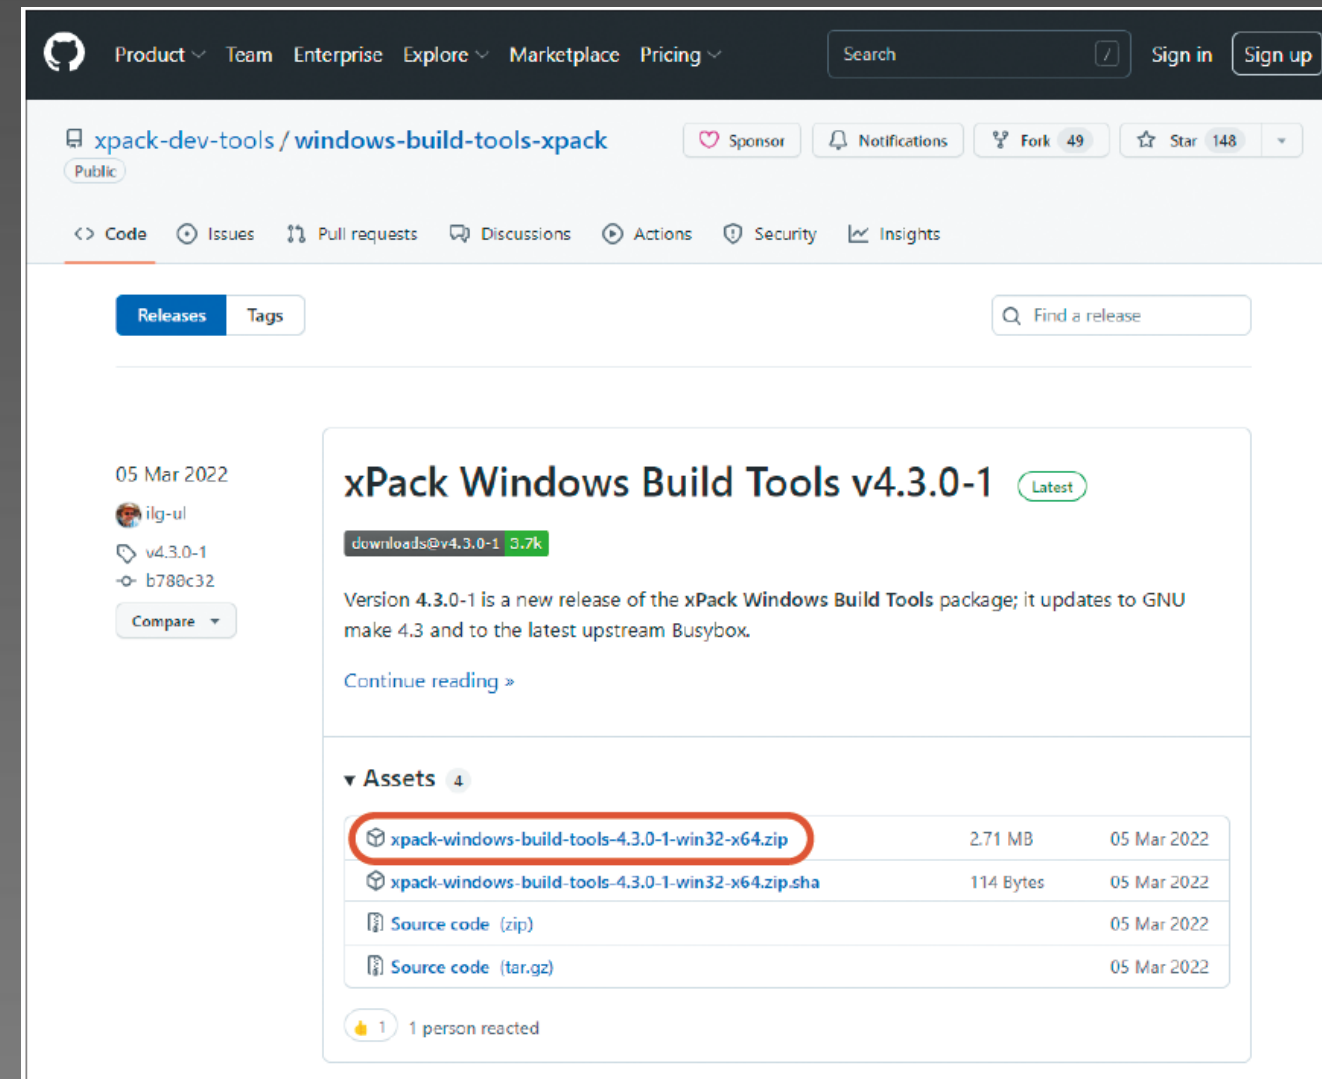 Product Team Enterprise Explore Marketplace Pricing Search / Sign in Sign up
xpack-dev-tools / windows-build-tools-xpack Sponsor Notifications Fork 49 Star 148
Public
Code Issues Pull requests Discussions Actions Security Insights
Releases Tags Find a release
05 Mar 2022
ilg-ul
v4.3.0-1
b780c32
Compare
xPack Windows Build Tools v4.3.0-1 Latest
downloads@v4.3.0-1 3.7k
Version 4.3.0-1 is a new release of the xPack Windows Build Tools package; it updates to GNU
make 4.3 and to the latest upstream Busybox.
Continue reading »
Assets 4
xpack-windows-build-tools-4.3.0-1-win32-x64.zip 2.71 MB 05 Mar 2022
xpack-windows-build-tools-4.3.0-1-win32-x64.zip.sha 114 Bytes 05 Mar 2022
Source code (zip) 05 Mar 2022
Source code (tar.gz) 05 Mar 2022
👍 1 1 person reacted